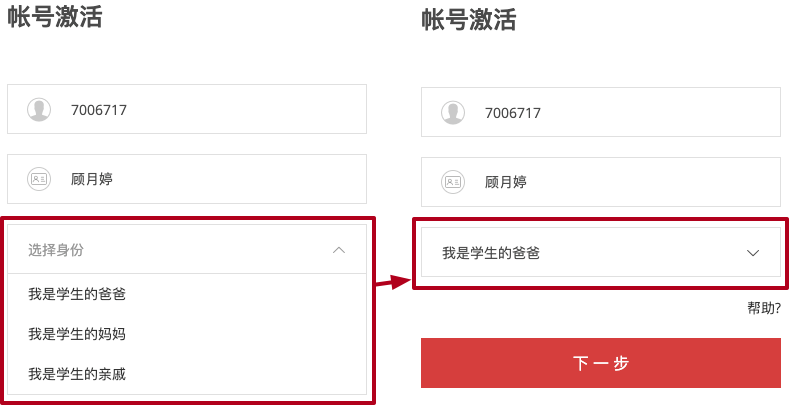 帐号激活
7006717
顾月婷
选择身份
我是学生的爸爸
我是学生的妈妈
我是学生的亲戚
帐号激活
7006717
顾月婷
我是学生的爸爸
帮助?
下一步